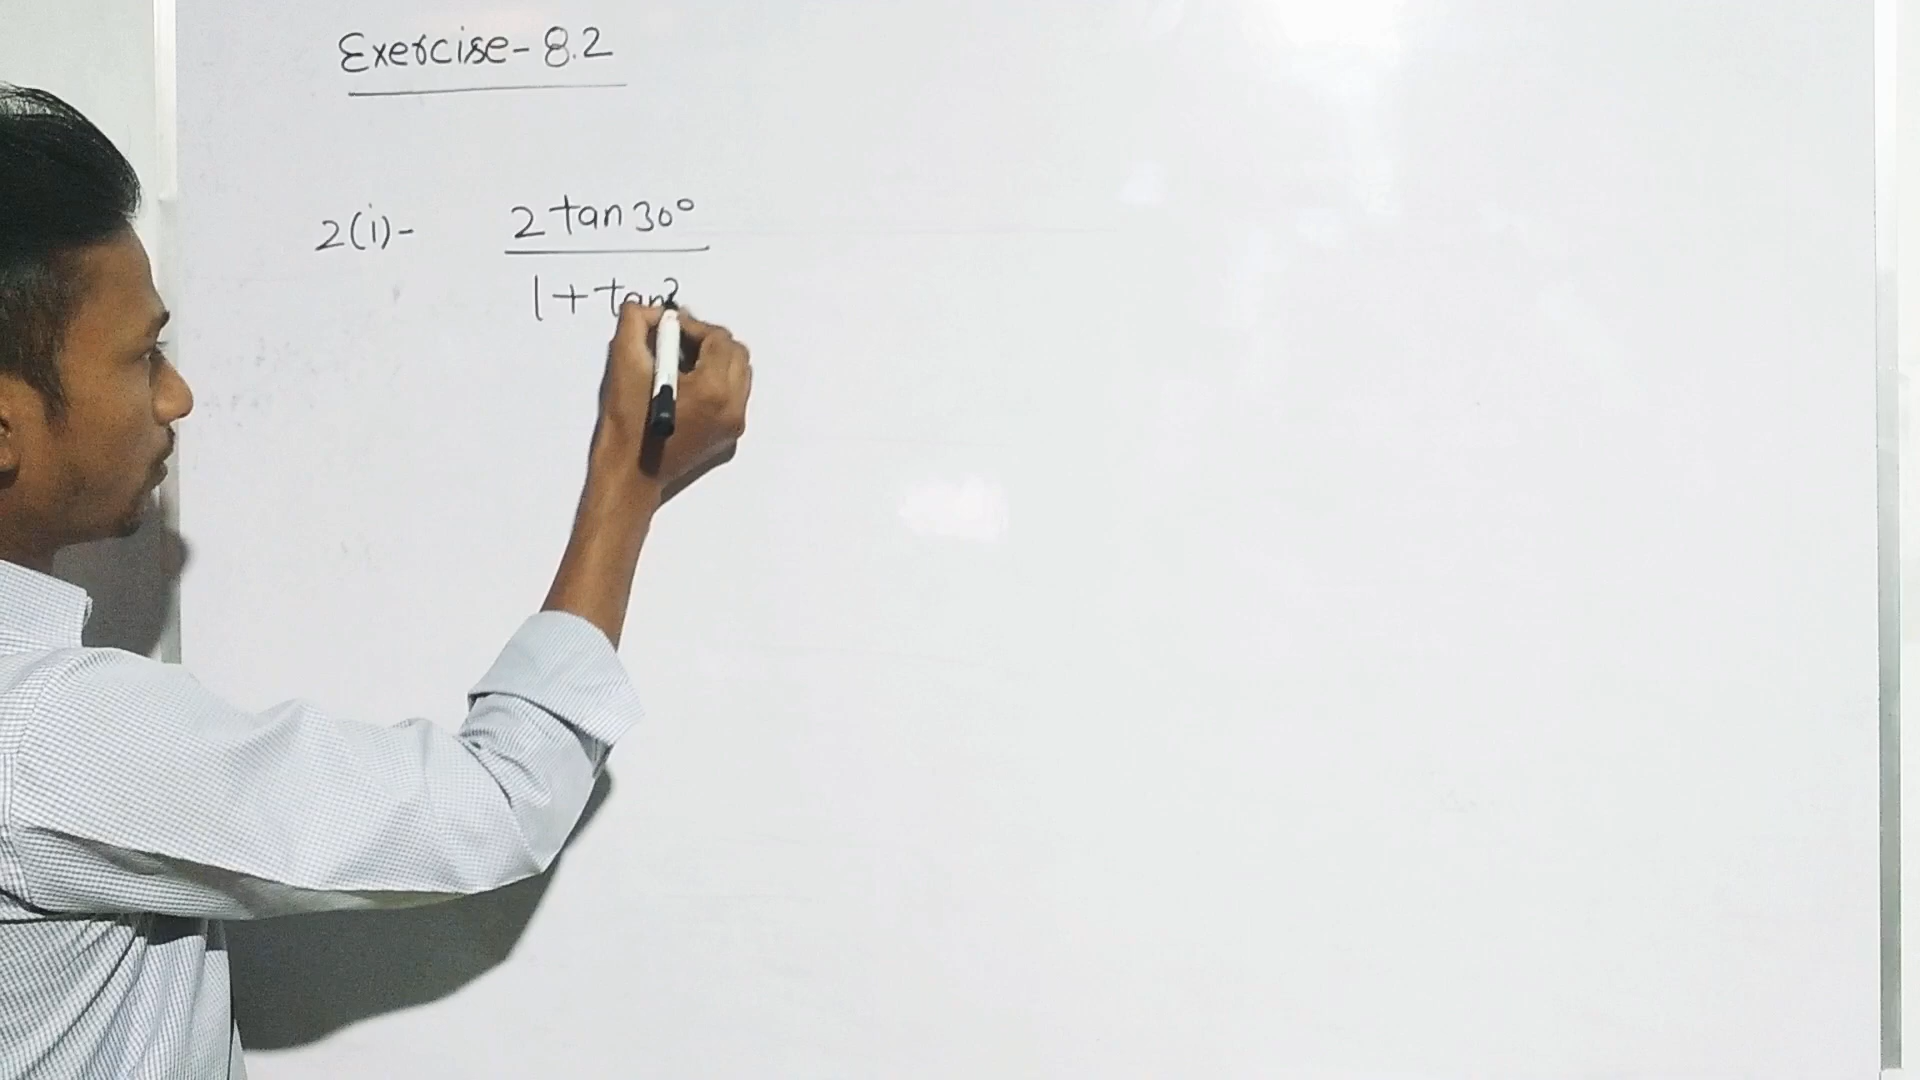 Exercise-8.2
2(i)- 2 tan 30°
1 + tan²